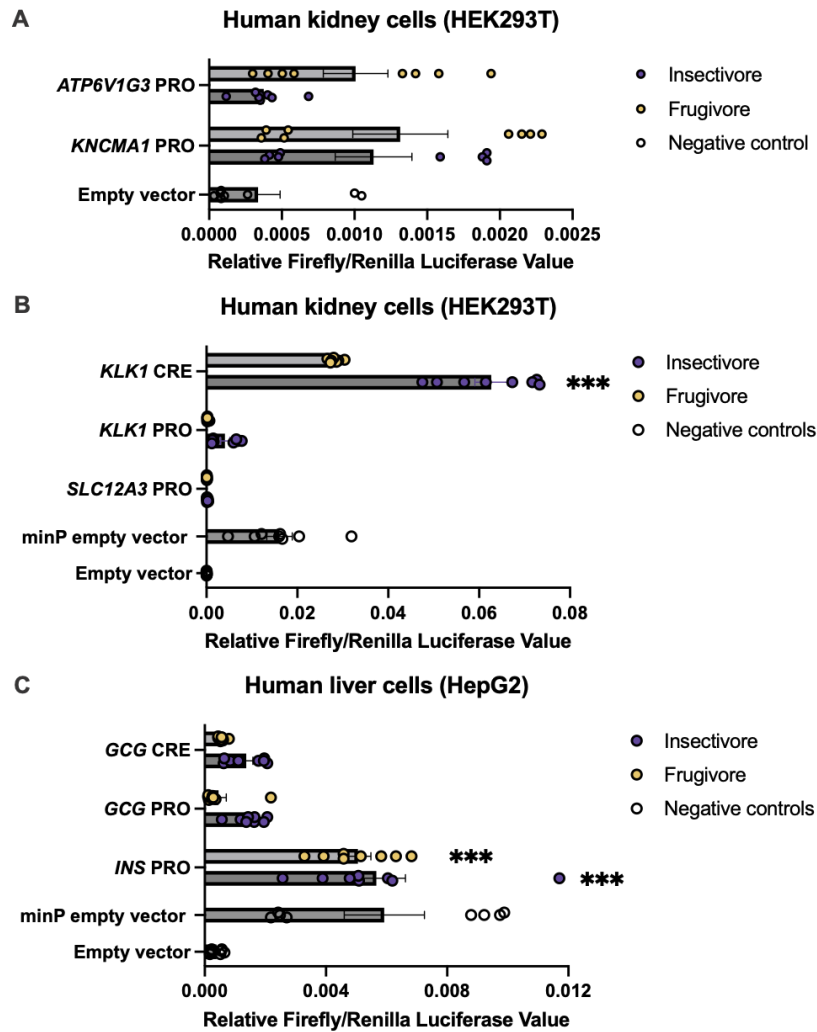 A
Human kidney cells (HEK293T)
ATP6V1G3 PRO
KNCMA1 PRO
Empty vector
0.0000 0.0005 0.0010 0.0015 0.0020 0.0025
Relative Firefly/Renilla Luciferase Value
Insectivore
Frugivore
Negative control
B
Human kidney cells (HEK293T)
KLK1 CRE
***
KLK1 PRO
SLC12A3 PRO
minP empty vector
Empty vector
0.00 0.02 0.04 0.06 0.08
Relative Firefly/Renilla Luciferase Value
Insectivore
Frugivore
Negative controls
C
Human liver cells (HepG2)
GCG CRE
GCG PRO
INS PRO
***
***
minP empty vector
Empty vector
0.000 0.004 0.008 0.012
Relative Firefly/Renilla Luciferase Value
Insectivore
Frugivore
Negative controls